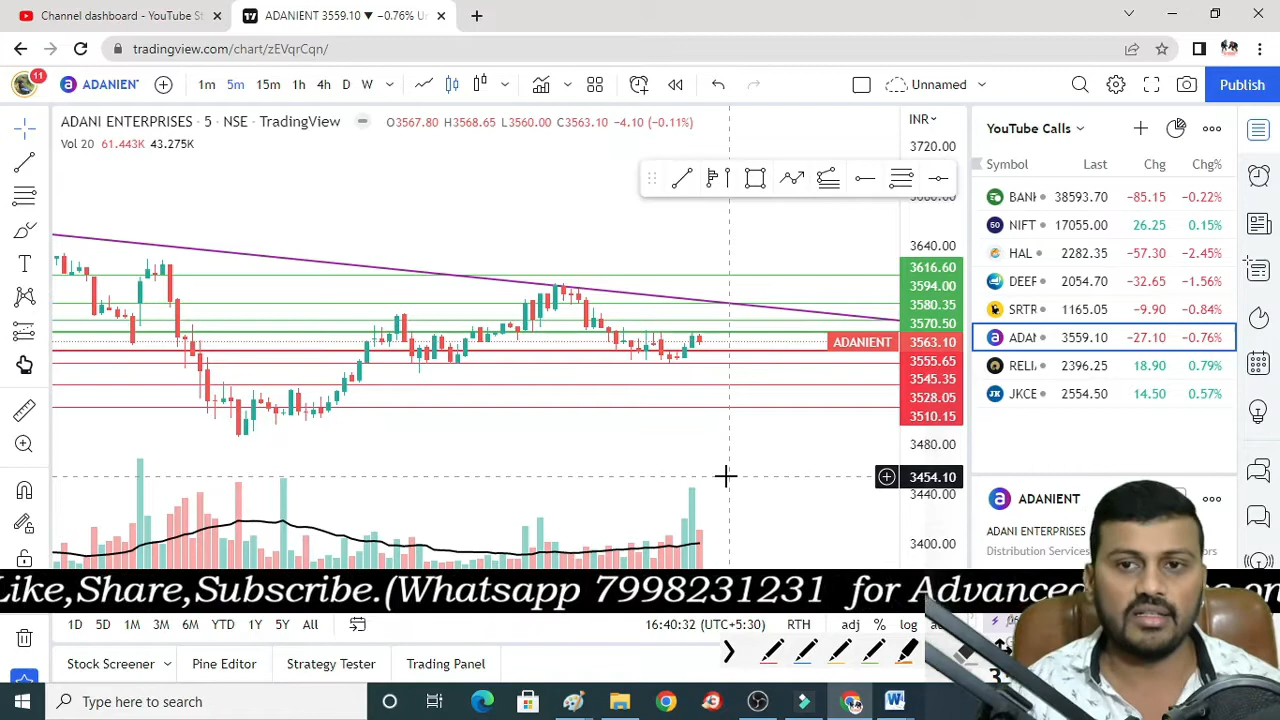 Channel dashboard - YouTube St
ADANIENT 3559.10 ▼ −0.76% Un
tradingview.com/chart/zEVqrCqn/
11
ADANIENT
1m 5m 15m 1h 4h D W
Unnamed
Publish
ADANI ENTERPRISES · 5 · NSE · TradingView
O3567.80 H3568.65 L3560.00 C3563.10 −4.10 (−0.11%)
Vol 20 61.443K 43.275K
INR
3720.00
3640.00
3616.60
3594.00
3580.35
3570.50
ADANIENT 3563.10
3555.65
3545.35
3528.05
3510.15
3480.00
3454.10
3440.00
3400.00
YouTube Calls
Symbol Last Chg Chg%
BANK 38593.70 −85.15 −0.22%
NIFT 17055.00 26.25 0.15%
HAL 2282.35 −57.30 −2.45%
DEEF 2054.70 −32.65 −1.56%
SRTR 1165.05 −9.90 −0.84%
ADAN 3559.10 −27.10 −0.76%
RELI 2396.25 18.90 0.79%
JKCE 2554.50 14.50 0.57%
ADANIENT
ADANI ENTERPRISES
Distribution Services
Like,Share,Subscribe.(Whatsapp 7998231231 for Advanced
1D 5D 1M 3M 6M YTD 1Y 5Y All
16:40:32 (UTC+5:30) RTH adj % log
Stock Screener Pine Editor Strategy Tester Trading Panel
Type here to search